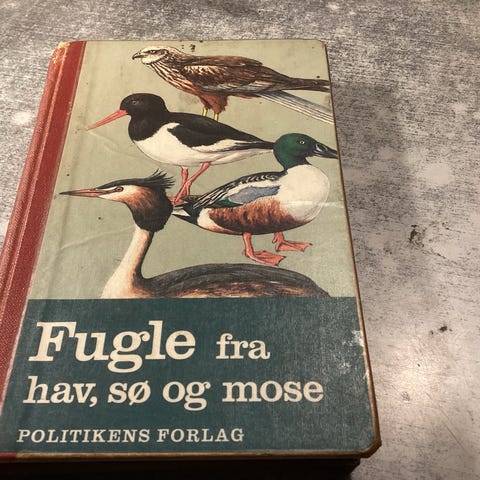 Fugle fra
hav, sø og mose
POLITIKENS FORLAG